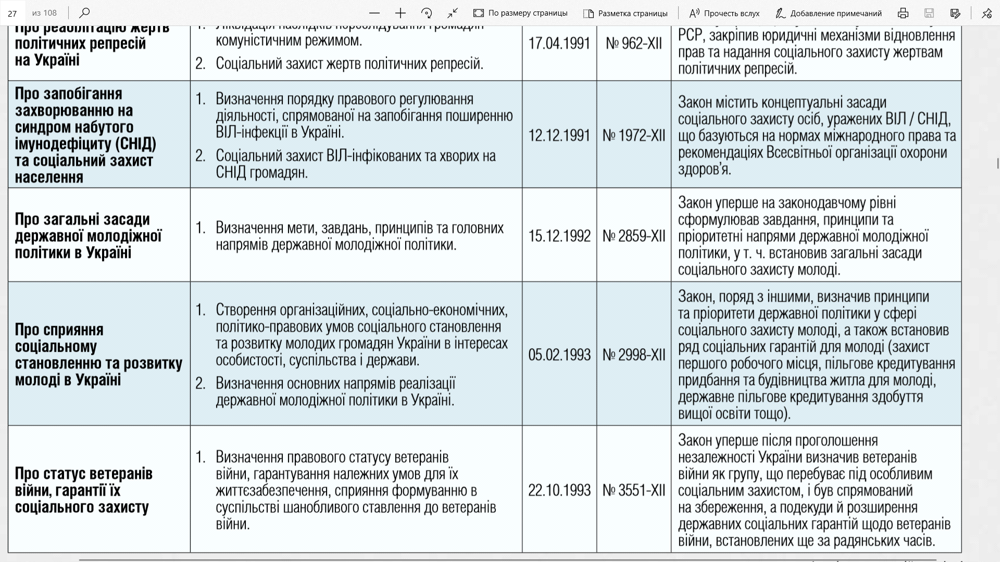 27 из 108 По размеру страницы Разметка страницы Прочесть вслух Добавление примечаний
Про реабілітацію жертв
політичних репресій
на Україні
1. Ліквідація наслідків переслідування громадян
комуністичним режимом.
2. Соціальний захист жертв політичних репресій.
17.04.1991
№ 962-XII
РСР, закріпив юридичні механізми відновлення
прав та надання соціального захисту жертвам
політичних репресій.
Про запобігання
захворюванню на
синдром набутого
імунодефіциту (СНІД)
та соціальний захист
населення
1. Визначення порядку правового регулювання
діяльності, спрямованої на запобігання поширенню
ВІЛ-інфекції в Україні.
2. Соціальний захист ВІЛ-інфікованих та хворих на
СНІД громадян.
12.12.1991
№ 1972-XII
Закон містить концептуальні засади
соціального захисту осіб, уражених ВІЛ / СНІД,
що базуються на нормах міжнародного права та
рекомендаціях Всесвітньої організації охорони
здоров’я.
Про загальні засади
державної молодіжної
політики в Україні
1. Визначення мети, завдань, принципів та головних
напрямів державної молодіжної політики.
15.12.1992
№ 2859-XII
Закон уперше на законодавчому рівні
сформулював завдання, принципи та
пріоритетні напрями державної молодіжної
політики, у т. ч. встановив загальні засади
соціального захисту молоді.
Про сприяння
соціальному
становленню та розвитку
молоді в Україні
1. Створення організаційних, соціально-економічних,
політико-правових умов соціального становлення
та розвитку молодих громадян України в інтересах
особистості, суспільства і держави.
2. Визначення основних напрямів реалізації
державної молодіжної політики в Україні.
05.02.1993
№ 2998-XII
Закон, поряд з іншими, визначив принципи
та пріоритети державної політики у сфері
соціального захисту молоді, а також встановив
ряд соціальних гарантій для молоді (захист
першого робочого місця, пільгове кредитування
придбання та будівництва житла для молоді,
державне пільгове кредитування здобуття
вищої освіти тощо).
Про статус ветеранів
війни, гарантії їх
соціального захисту
1. Визначення правового статусу ветеранів
війни, гарантування належних умов для їх
життєзабезпечення, сприяння формуванню в
суспільстві шанобливого ставлення до ветеранів
війни.
22.10.1993
№ 3551-XII
Закон уперше після проголошення
незалежності України визначив ветеранів
війни як групу, що перебуває під особливим
соціальним захистом, і був спрямований
на збереження, а подекуди й розширення
державних соціальних гарантій щодо ветеранів
війни, встановлених ще за радянських часів.